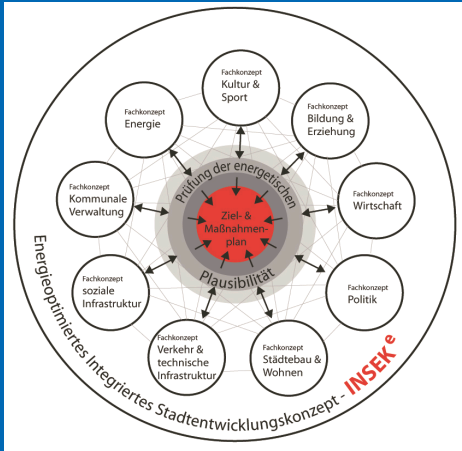 Fachkonzept
Kultur &
Sport
Fachkonzept
Bildung &
Erziehung
Fachkonzept
Wirtschaft
Fachkonzept
Politik
Fachkonzept
Städtebau &
Wohnen
Fachkonzept
Verkehr &
technische
Infrastruktur
Fachkonzept
soziale
Infrastruktur
Fachkonzept
Kommunale
Verwaltung
Fachkonzept
Energie
Prüfung der energetischen
Plausibilität
Ziel- &
Maßnahmen-
plan
Energieoptimiertes Integriertes Stadtentwicklungskonzept - INSEKe